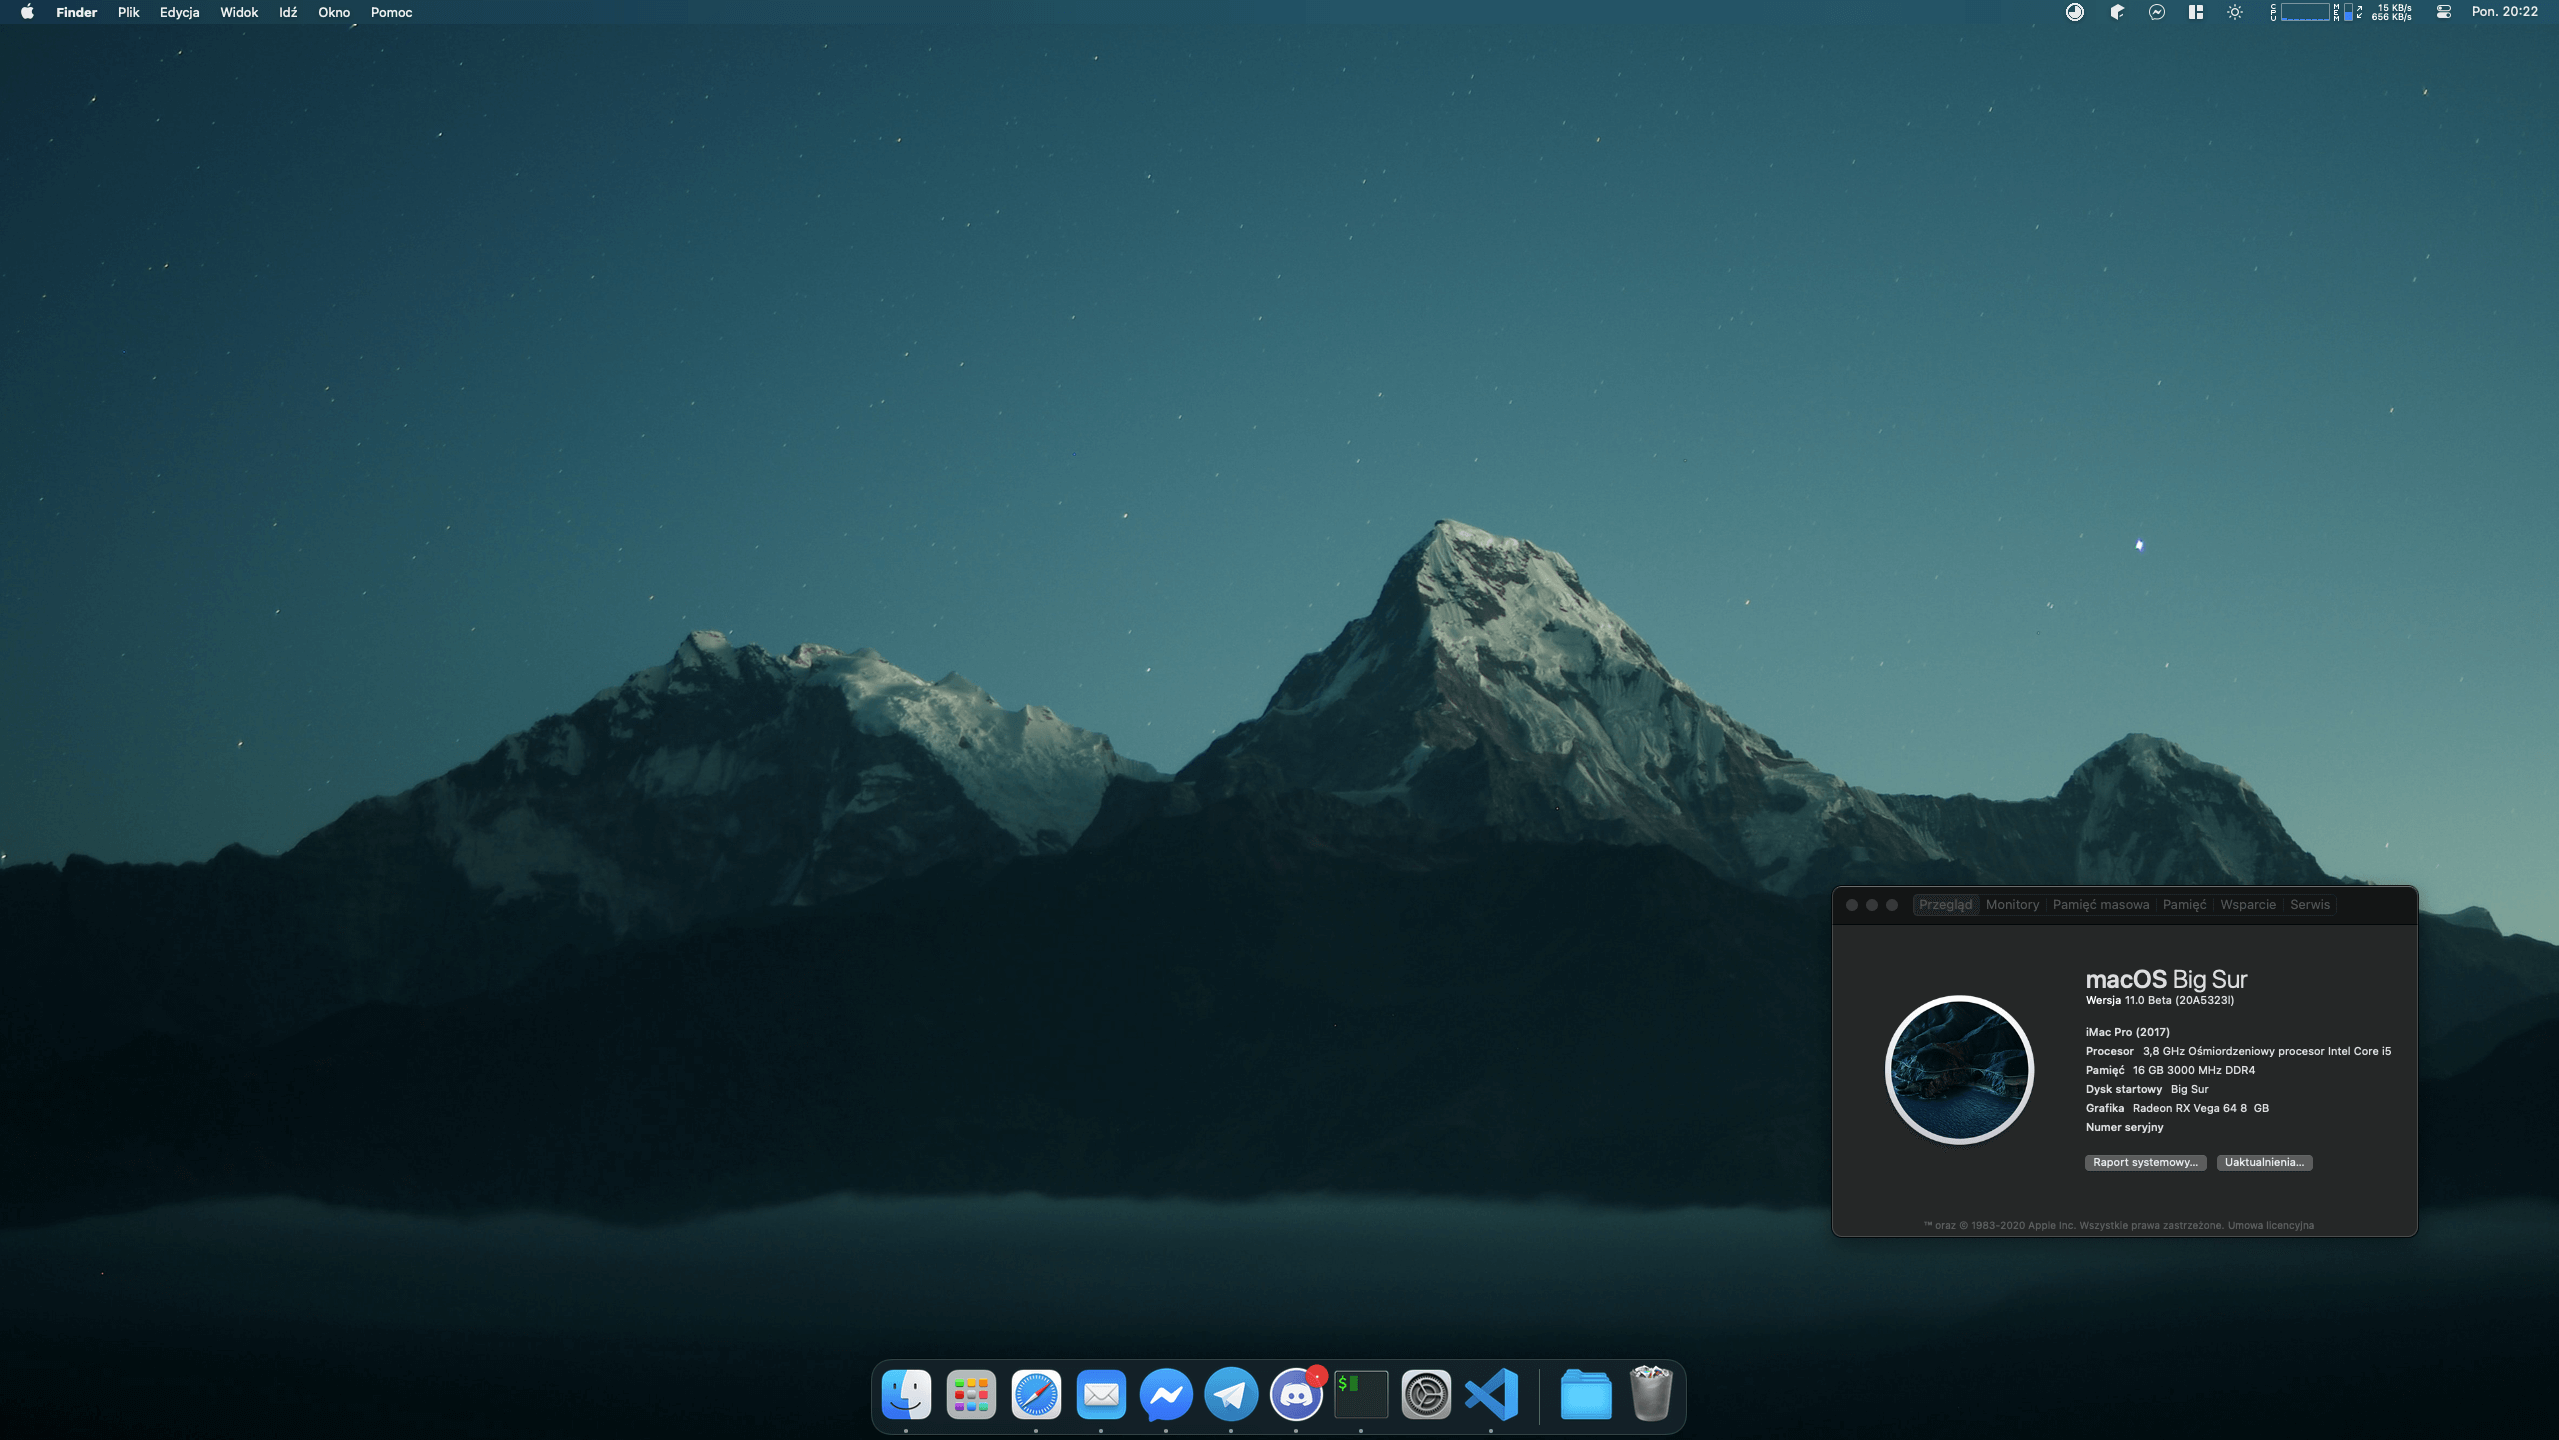 Finder Plik Edycja Widok Idź Okno Pomoc
CPU MEM 15 KB/s
656 KB/s
Pon. 20:22
Przegląd Monitory Pamięć masowa Pamięć Wsparcie Serwis
macOS Big Sur
Wersja 11.0 Beta (20A5323l)
iMac Pro (2017)
Procesor 3,8 GHz Ośmiordzeniowy procesor Intel Core i5
Pamięć 16 GB 3000 MHz DDR4
Dysk startowy Big Sur
Grafika Radeon RX Vega 64 8 GB
Numer seryjny
Raport systemowy... Uaktualnienia...
™ oraz © 1983-2020 Apple Inc. Wszystkie prawa zastrzeżone. Umowa licencyjna
$